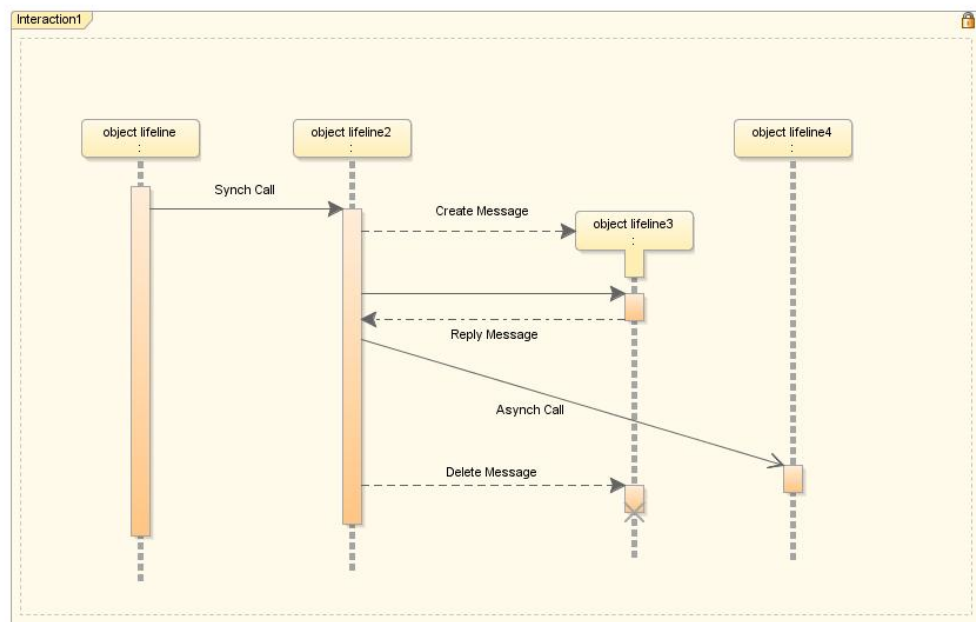 Interaction1
object lifeline
:
object lifeline2
:
object lifeline4
:
Synch Call
Create Message
object lifeline3
:
Reply Message
Asynch Call
Delete Message